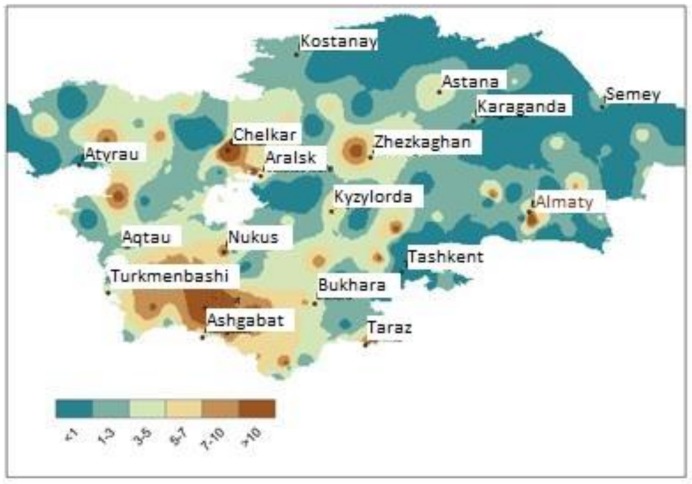 Kostanay
Astana
Semey
Karaganda
Chelkar
Zhezkaghan
Atyrau
Aralsk
Kyzylorda
Almaty
Aqtau
Nukus
Tashkent
Turkmenbashi
Bukhara
Ashgabat
Taraz
<1
1-3
3-5
5-7
7-10
>10